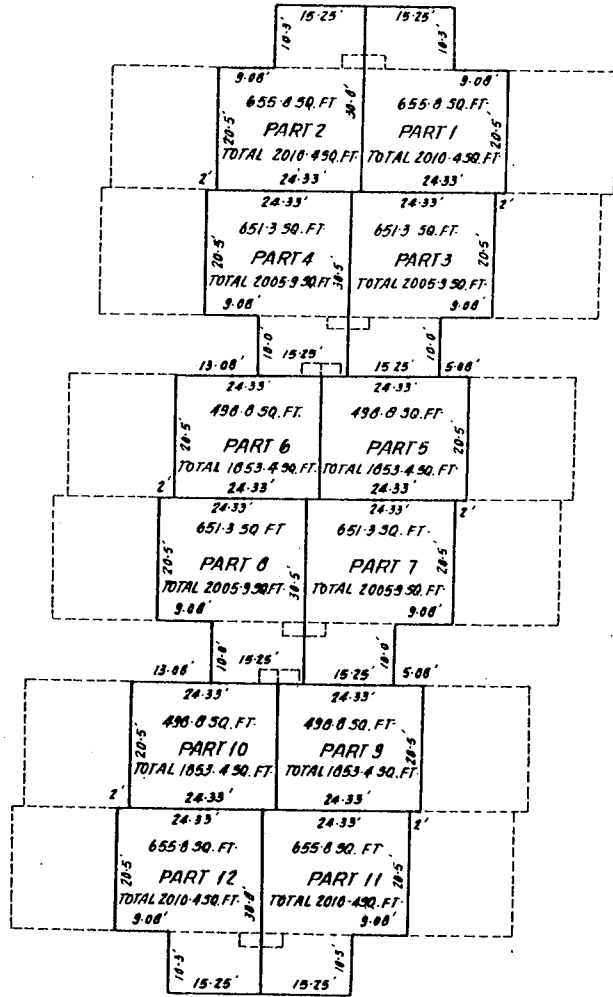 15.25' 15.25'
10.3' 10.3'
9.08' 9.08'
655.8 SQ. FT. 655.8 SQ. FT.
20.5' PART 2 30.8' PART 1 20.5'
TOTAL 2010.4 SQ. FT. TOTAL 2010.4 SQ. FT.
2' 24.33' 24.33'
24.33' 24.33' 2'
651.3 SQ. FT. 651.3 SQ. FT.
20.5' PART 4 30.5' PART 3 20.5'
TOTAL 2005.9 SQ. FT. TOTAL 2005.9 SQ. FT.
9.08' 9.08'
10.0' 10.0'
13.08' 15.25' 15.25' 5.08'
24.33' 24.33'
498.8 SQ. FT. 498.8 SQ. FT.
20.5' PART 6 PART 5 20.5'
TOTAL 1853.4 SQ. FT. TOTAL 1853.4 SQ. FT.
2' 24.33' 24.33'
24.33' 24.33' 2'
651.3 SQ. FT 651.3 SQ. FT.
20.5' PART 8 30.5' PART 7 20.5'
TOTAL 2005.9 SQ. FT. TOTAL 2005.9 SQ. FT.
9.08' 9.08'
10.0' 10.0'
13.08' 15.25' 15.25' 5.08'
24.33' 24.33'
498.8 SQ. FT. 498.8 SQ. FT.
20.5' PART 10 PART 9 20.5'
TOTAL 1853.4 SQ. FT. TOTAL 1853.4 SQ. FT.
2' 24.33' 24.33'
24.33' 24.33' 2'
655.8 SQ. FT. 655.8 SQ. FT.
20.5' PART 12 30.8' PART 11 20.5'
TOTAL 2010.4 SQ. FT. TOTAL 2010.4 SQ. FT.
9.08' 9.08'
10.3' 10.3'
15.25' 15.25'